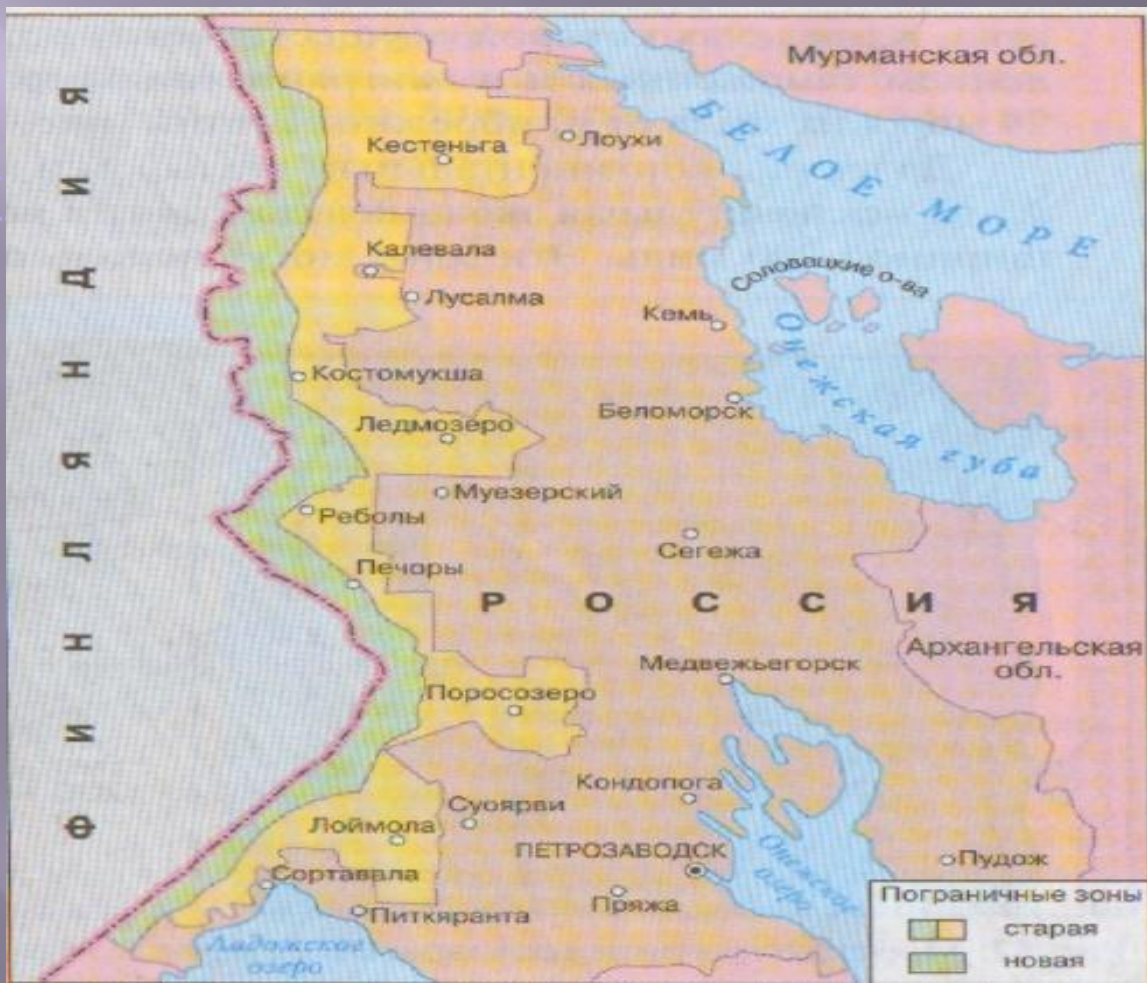 Мурманская обл.
БЕЛОЕ МОРЕ
Кестеньга
Лоухи
Калевала
Лусалма
Соловецкие о-ва
Кемь
Онежская губа
Костомукша
Беломорск
Ледмозеро
Муезерский
Реболы
Сегежа
Печоры
РОССИЯ
ФИНЛЯНДИЯ
Архангельская
обл.
Медвежьегорск
Поросозеро
Кондопога
Суоярви
Лоймола
ПЕТРОЗАВОДСК
Онежское
озеро
Пудож
Сортавала
Пряжа
Питкяранта
Ладожское
озеро
Пограничные зоны
старая
новая